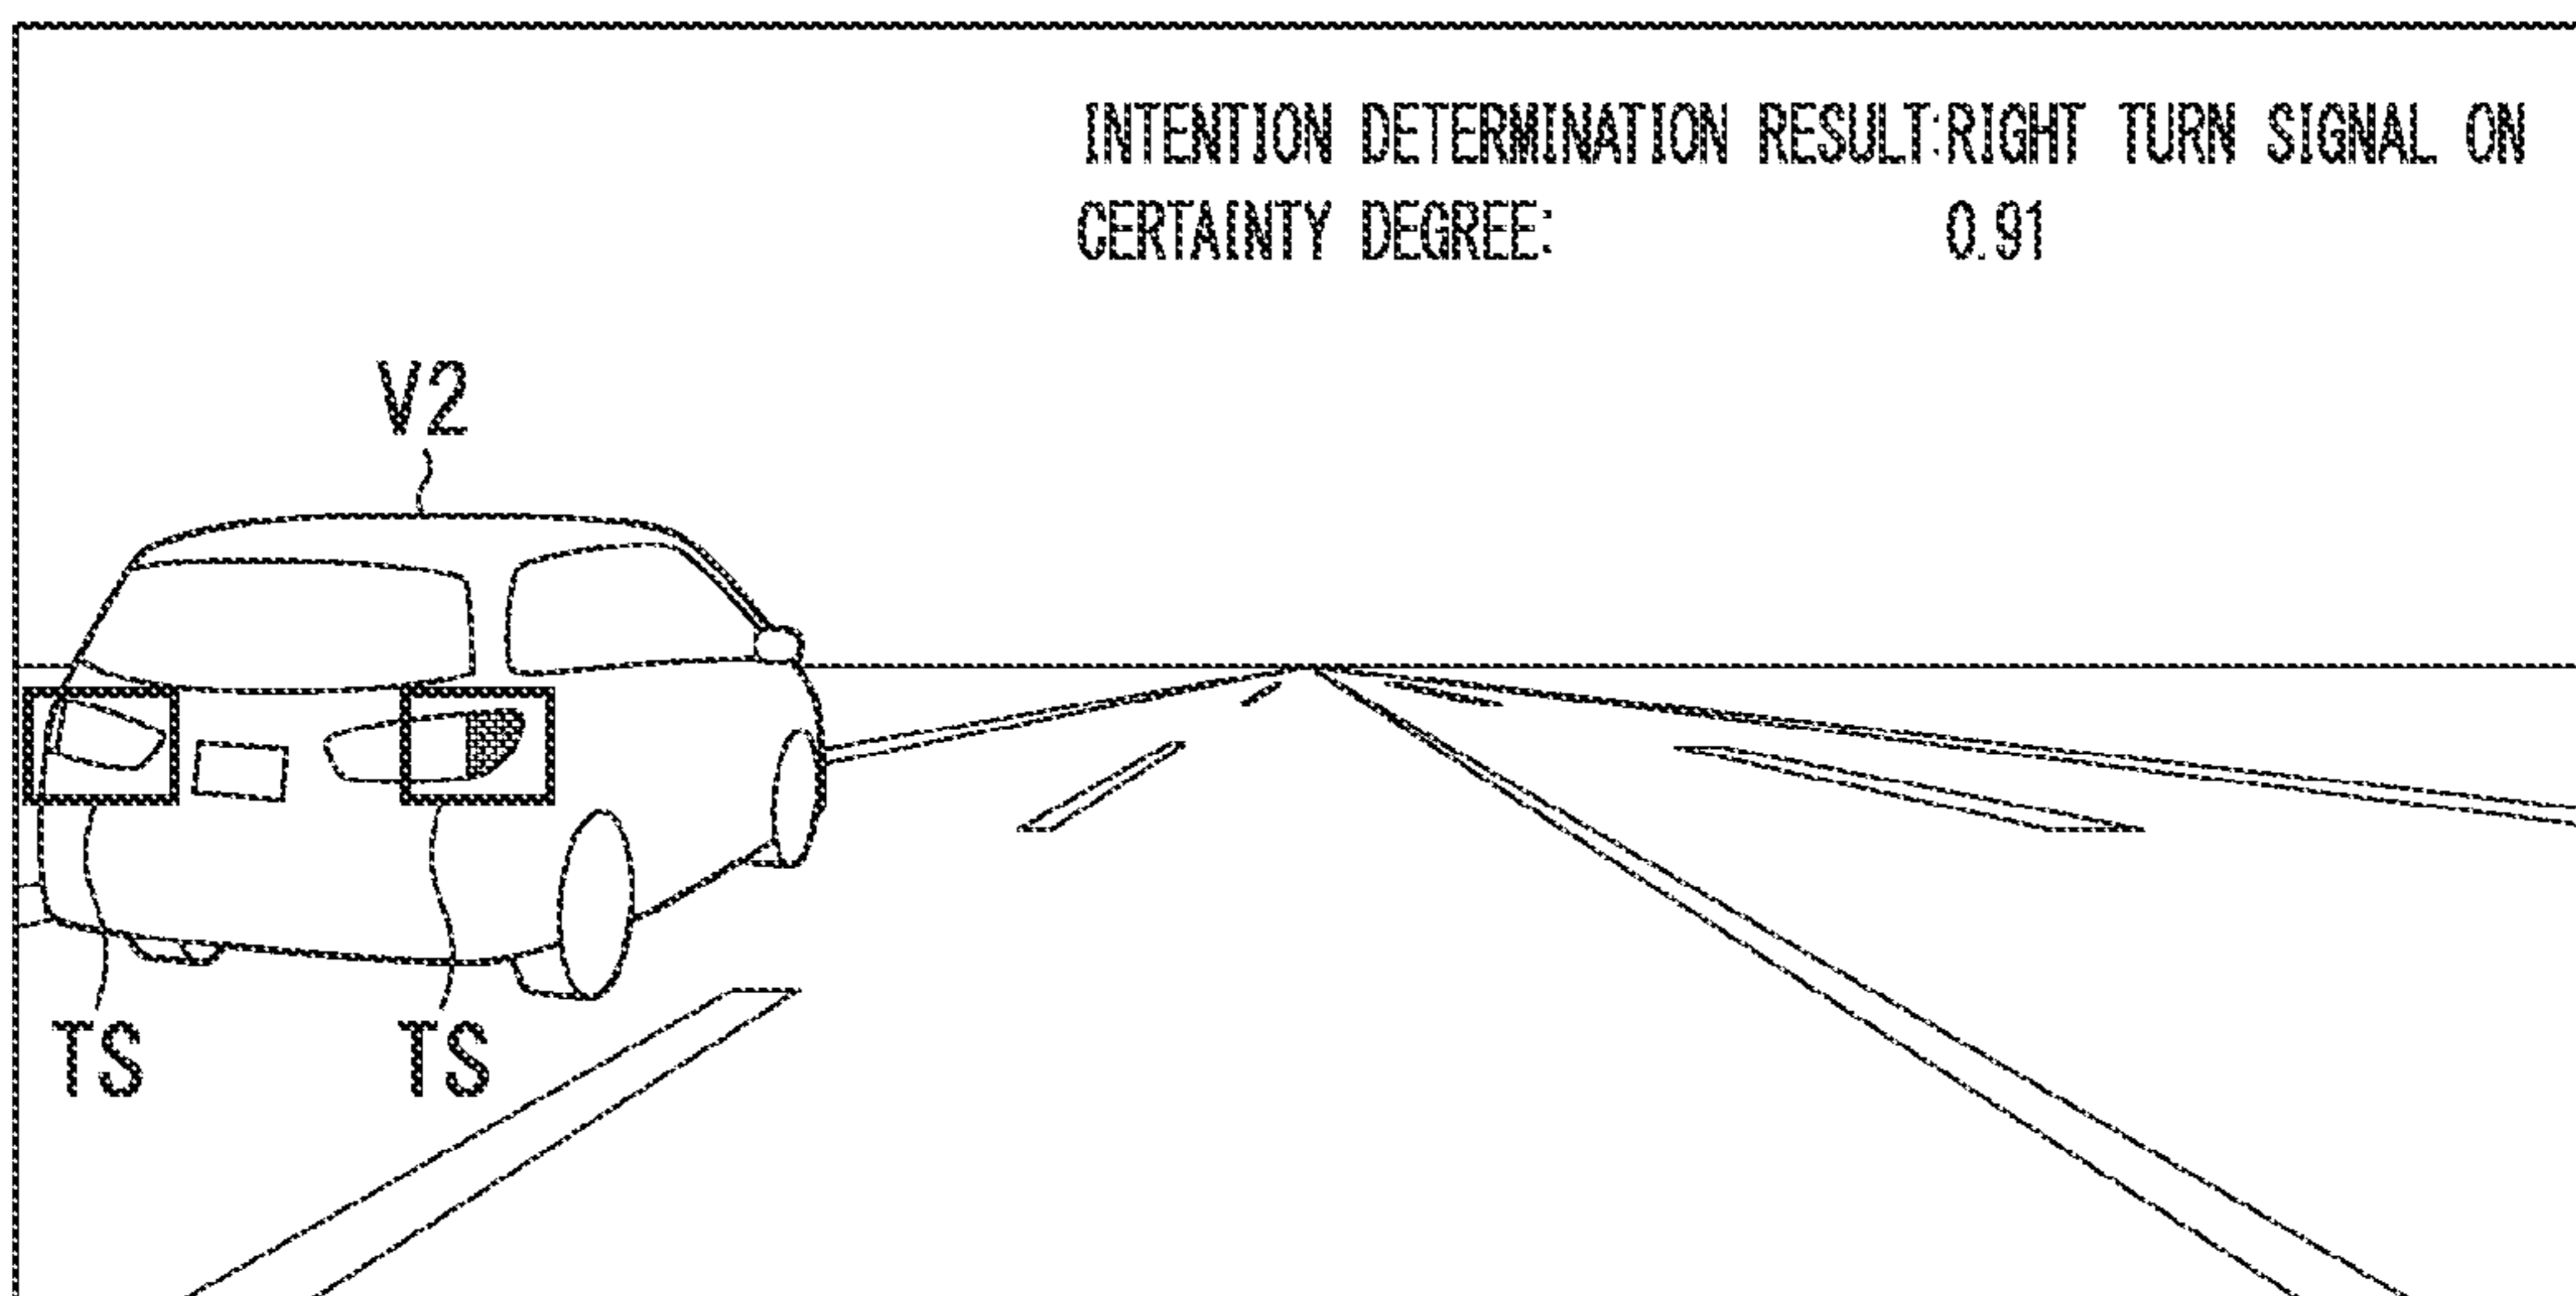 INTENTION DETERMINATION RESULT:RIGHT TURN SIGNAL ON
CERTAINTY DEGREE: 0.91
V2
TS TS